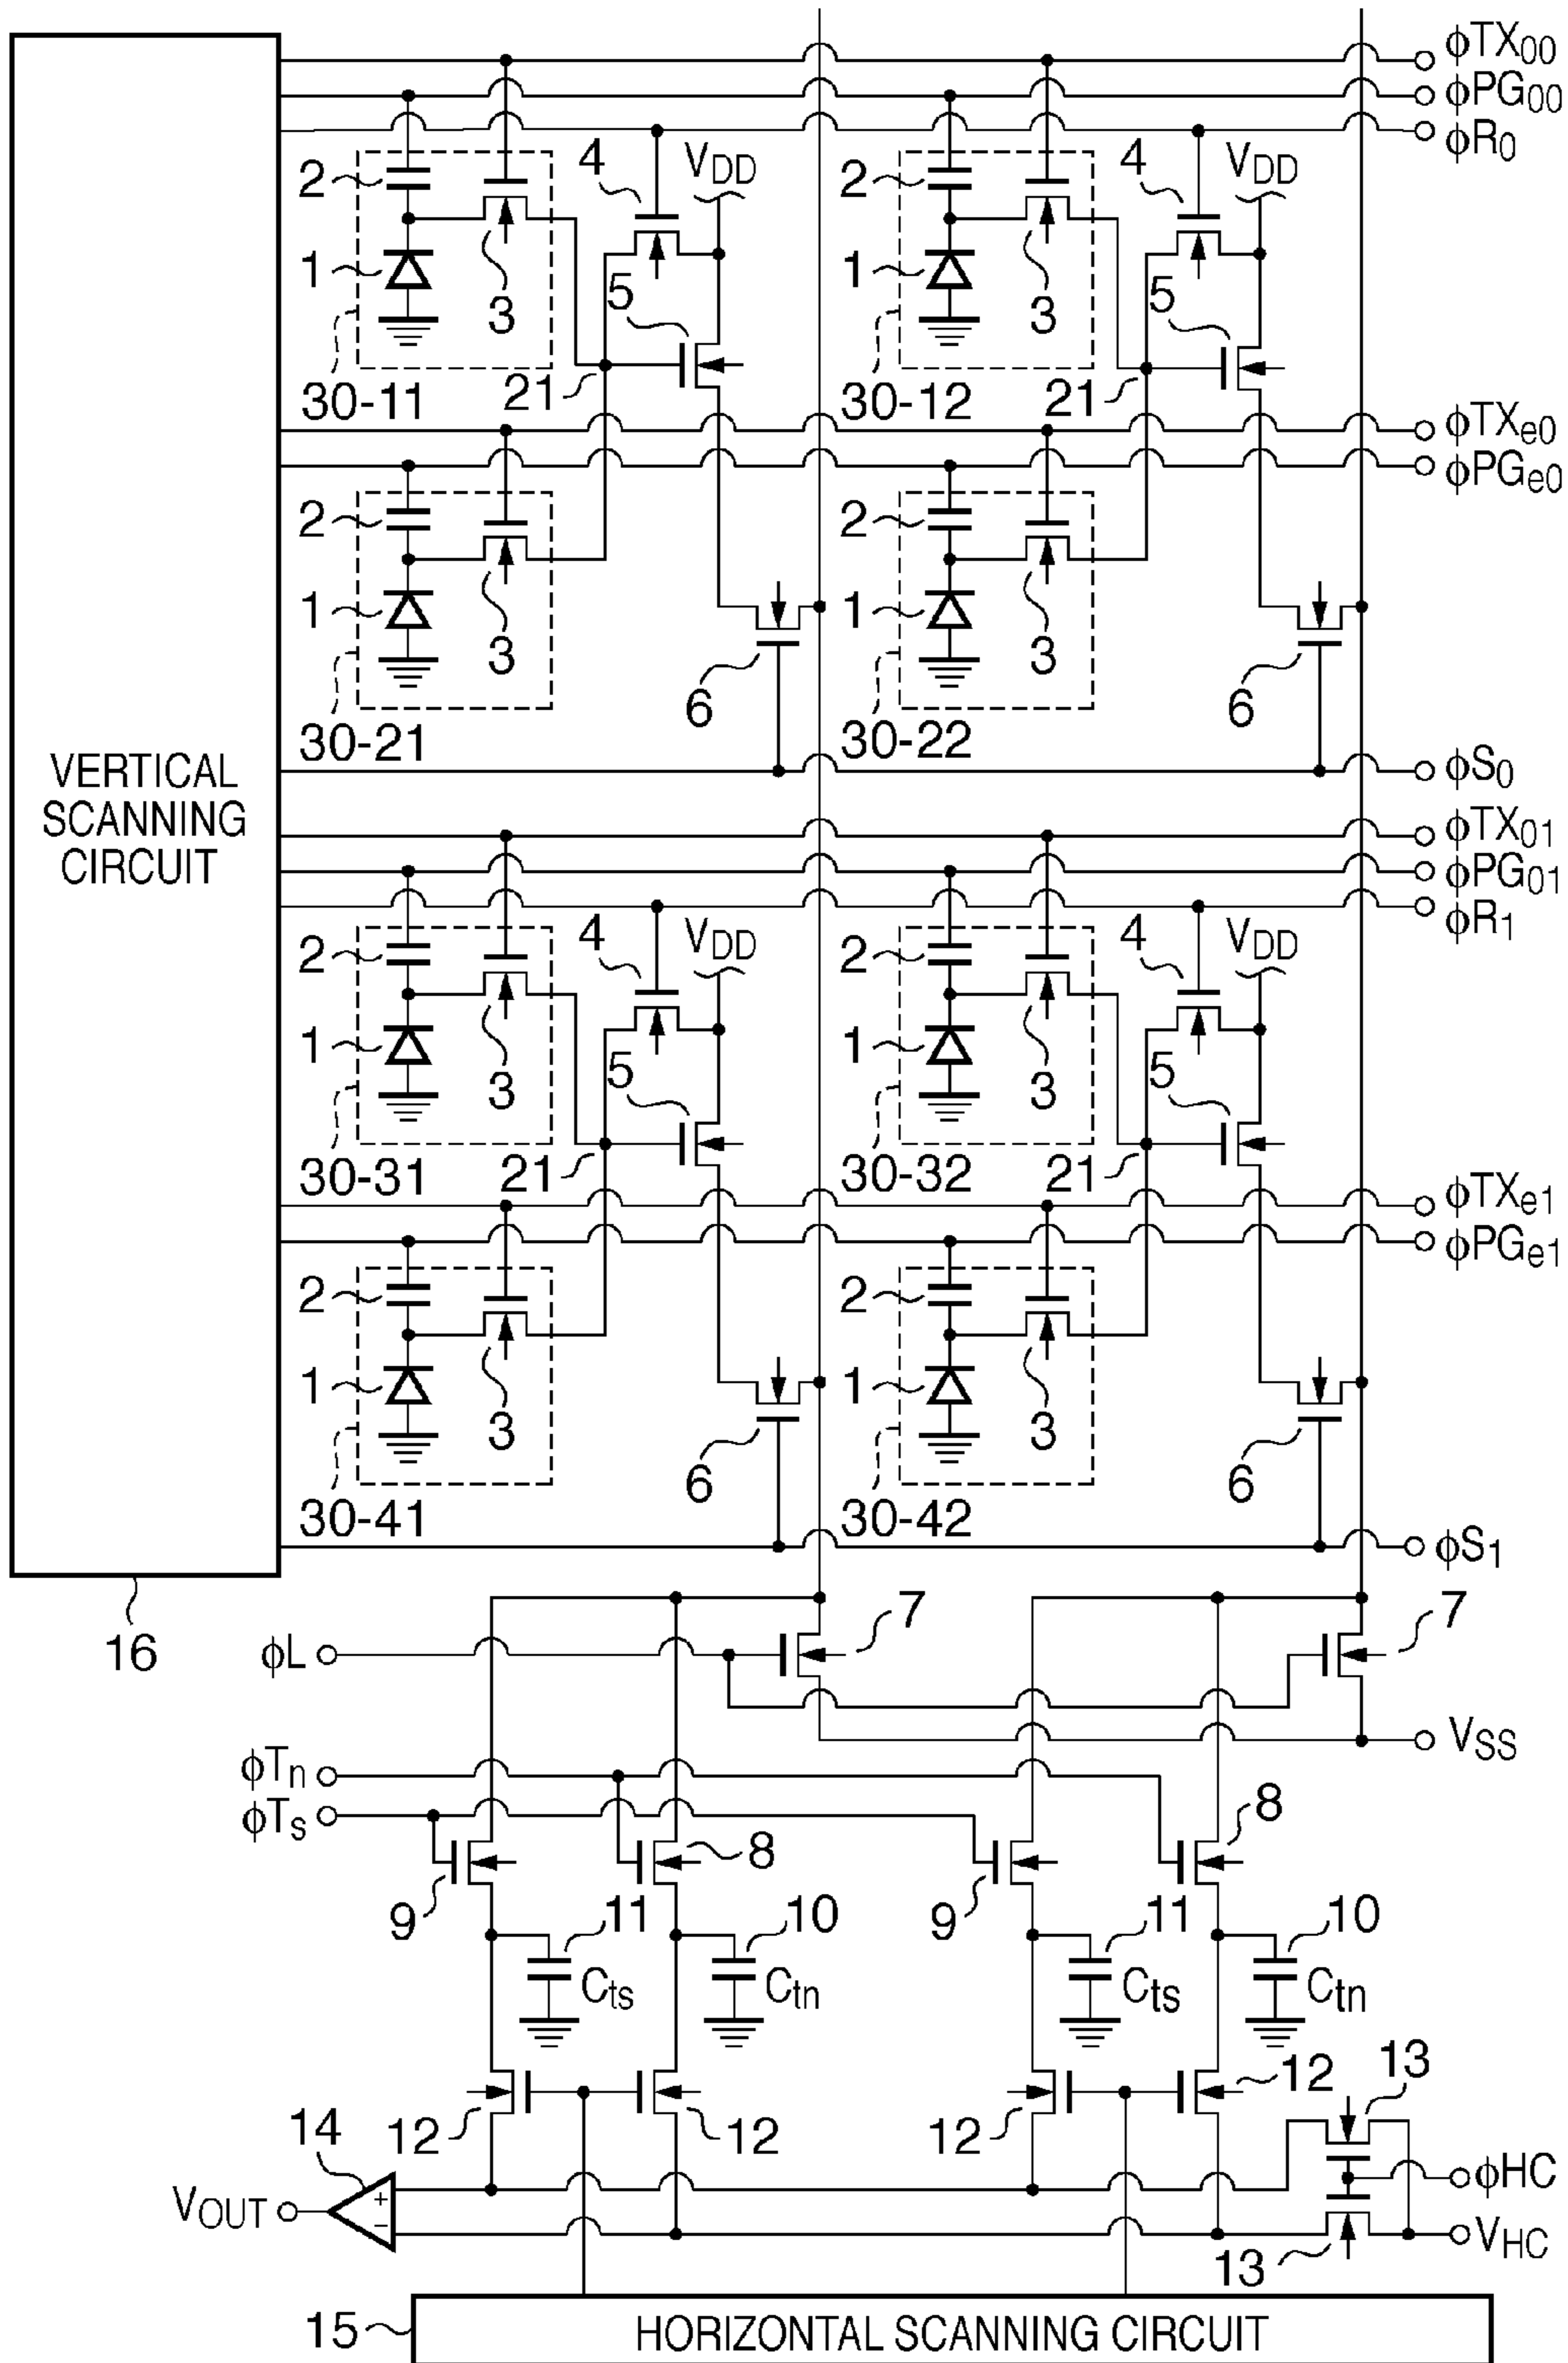 φTX00
φPG00
φR0
2
4
VDD
2
4
VDD
1
3
5
1
3
5
30-11
21
30-12
21
φTXe0
φPGe0
2
2
1
3
1
3
6
6
30-21
30-22
VERTICAL
SCANNING
CIRCUIT
φS0
φTX01
φPG01
φR1
2
4
VDD
2
4
VDD
1
3
5
1
3
5
30-31
21
30-32
21
φTXe1
φPGe1
2
2
1
3
1
3
6
6
30-41
30-42
φS1
16
φL
7
7
VSS
φTn
φTs
8
8
9
9
11
10
11
10
Cts
Ctn
Cts
Ctn
12
12
12
12
13
14
+
−
VOUT
φHC
VHC
13
15
HORIZONTAL SCANNING CIRCUIT